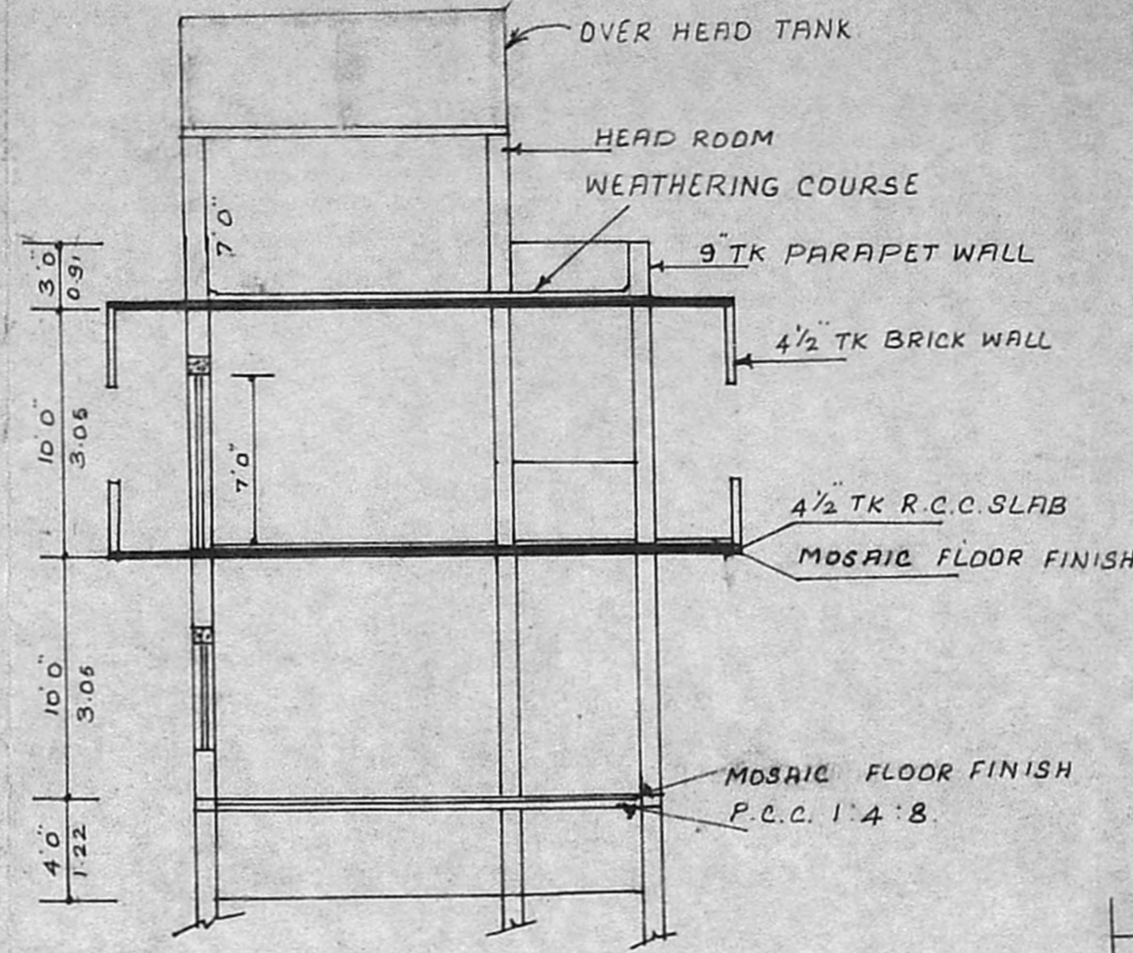 OVER HEAD TANK
HEAD ROOM
WEATHERING COURSE
7'0"
9" TK PARAPET WALL
3'0"
0.91
4½" TK BRICK WALL
10'0"
3.05
7'0"
4½" TK R.C.C. SLAB
MOSAIC FLOOR FINISH
10'0"
3.05
MOSAIC FLOOR FINISH
P.C.C. 1:4:8.
4'0"
1.22